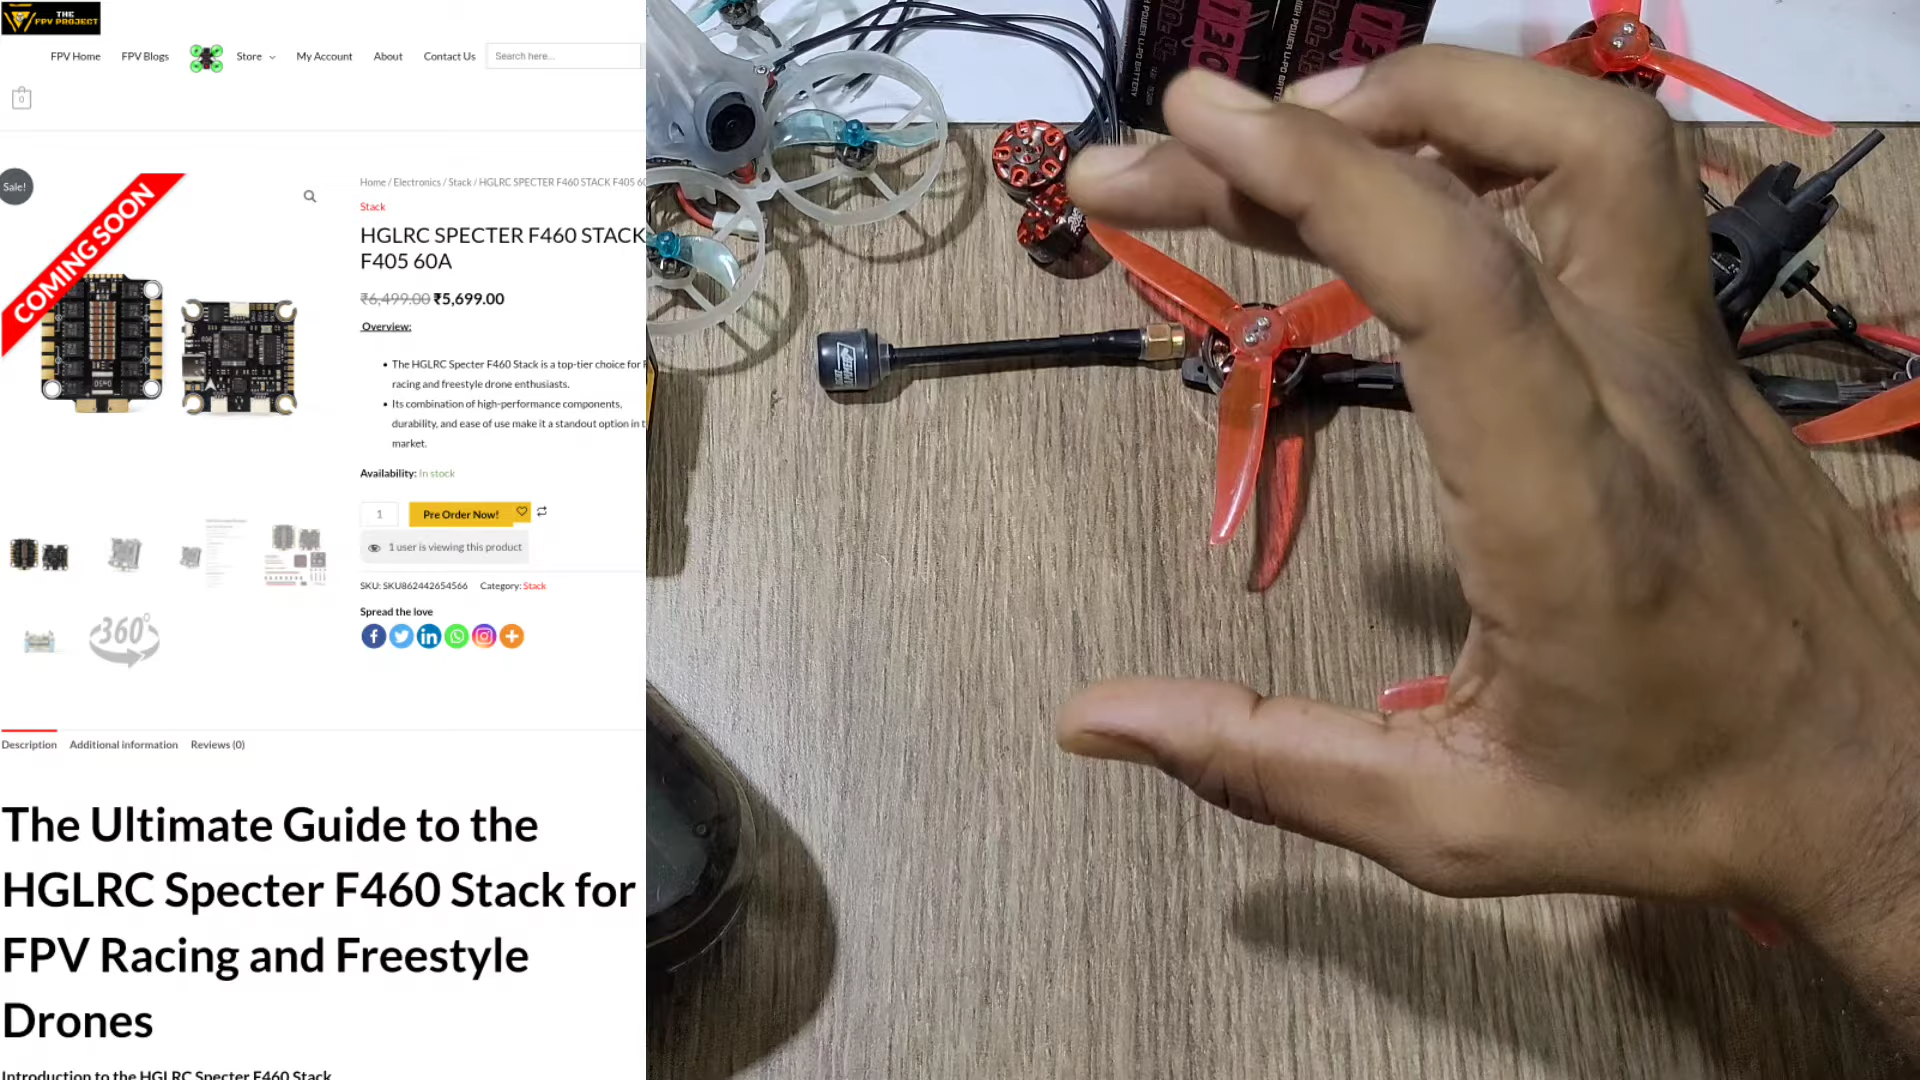 THE
FPV PROJECT
FPV Home
FPV Blogs
Store
My Account
About
Contact Us
Search here...
0
Sale!
COMING SOON
Home / Electronics / Stack / HGLRC SPECTER F460 STACK F405
Stack
HGLRC SPECTER F460 STACK
F405 60A
₹6,499.00 ₹5,699.00
Overview:
The HGLRC Specter F460 Stack is a top-tier choice for
racing and freestyle drone enthusiasts.
Its combination of high-performance components,
durability, and ease of use make it a standout option in
market.
Availability: In stock
1
Pre Order Now!
1 user is viewing this product
SKU: SKU862442654566 Category: Stack
Spread the love
360°
Description
Additional information
Reviews (0)
The Ultimate Guide to the
HGLRC Specter F460 Stack for
FPV Racing and Freestyle
Drones
Introduction to the HGLRC Specter F460 Stack